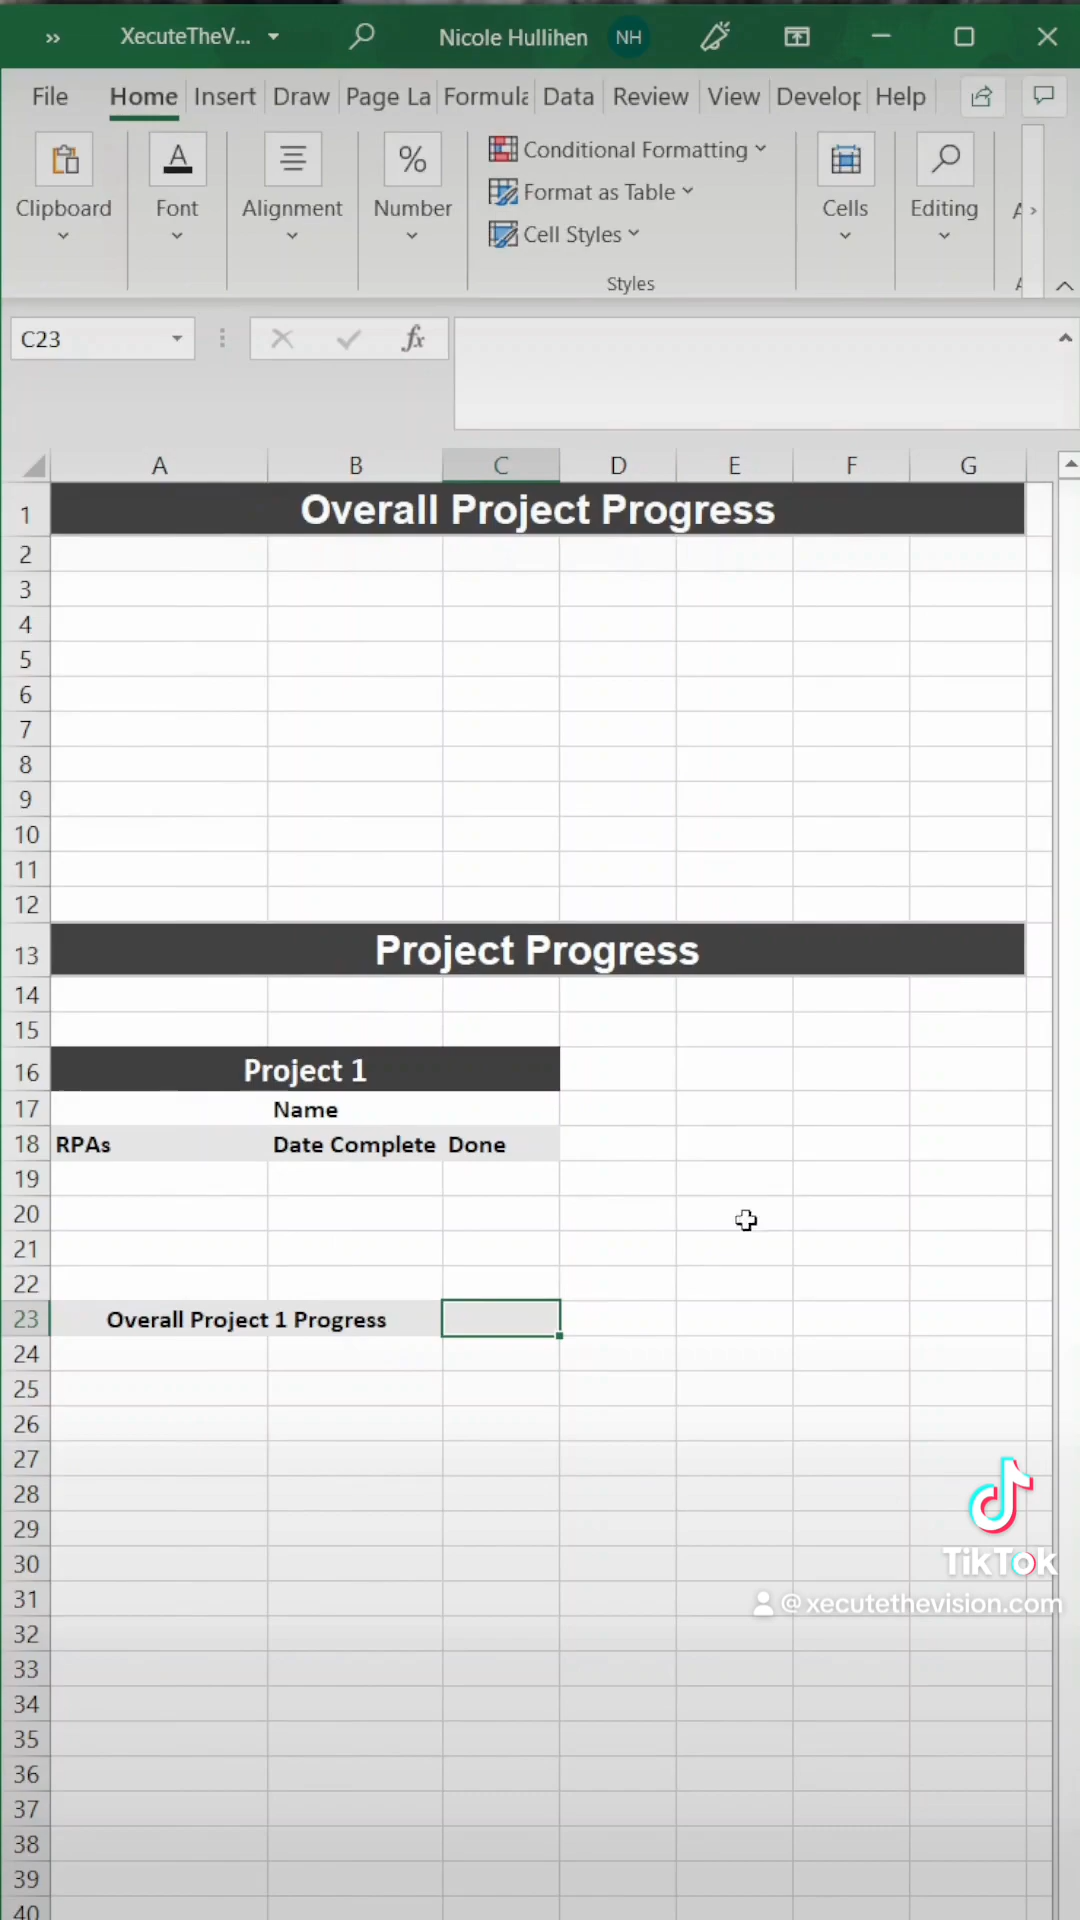 XecuteTheV... Nicole Hullihen NH
File Home Insert Draw Page La Formula Data Review View Develop Help
Conditional Formatting
Format as Table
Cell Styles
Clipboard Font Alignment Number Cells Editing
Styles
C23 fx
A B C D E F G
1 Overall Project Progress
2
3
4
5
6
7
8
9
10
11
12
13 Project Progress
14
15
16 Project 1
17 Name
18 RPAs Date Complete Done
19
20
21
22
23 Overall Project 1 Progress
24
25
26
27
28
29
30
31
32
33
34
35
36
37
38
39
40
TikTok
@xecutethevision.com